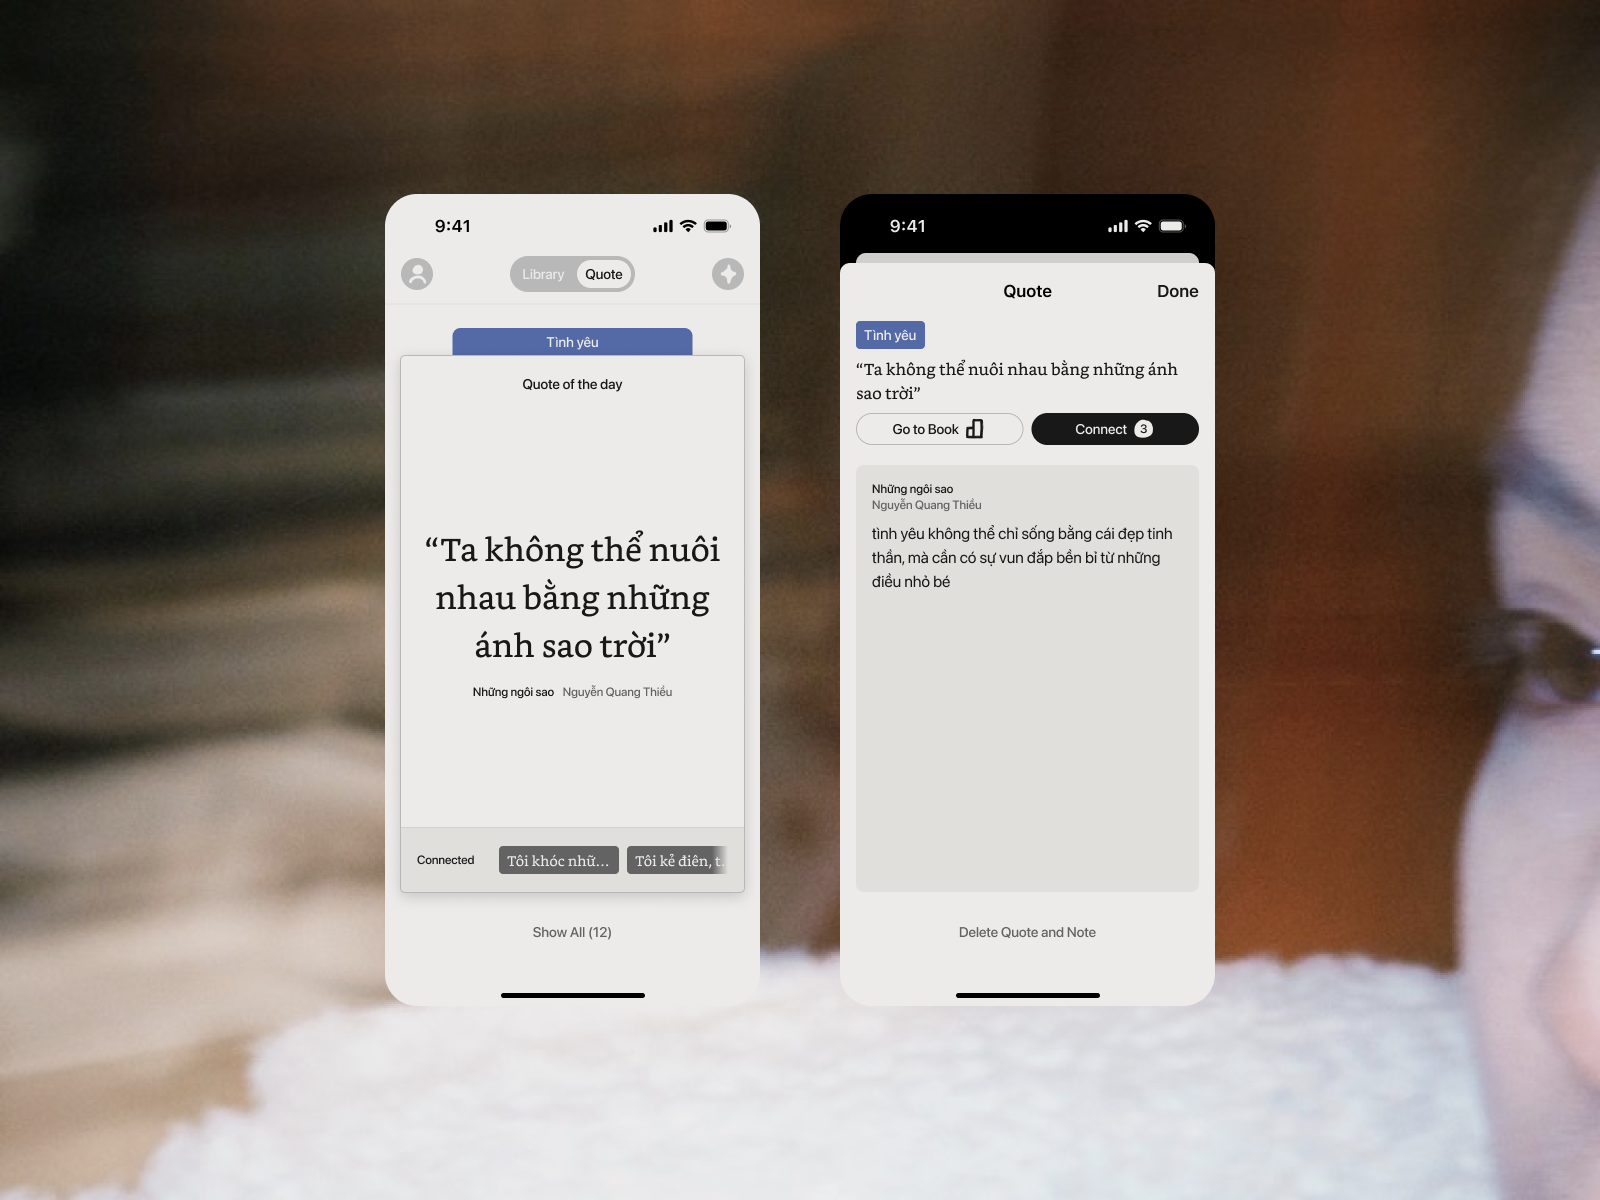 9:41
Library
Quote
Tình yêu
Quote of the day
“Ta không thể nuôi
nhau bằng những
ánh sao trời”
Những ngôi sao Nguyễn Quang Thiều
Connected
Tôi khóc nhữ...
Tôi kẻ điên, t.
Show All (12)
9:41
Quote
Done
Tình yêu
“Ta không thể nuôi nhau bằng những ánh
sao trời”
Go to Book
Connect 3
Những ngôi sao
Nguyễn Quang Thiều
tình yêu không thể chỉ sống bằng cái đẹp tinh
thần, mà cần có sự vun đắp bền bỉ từ những
điều nhỏ bé
Delete Quote and Note